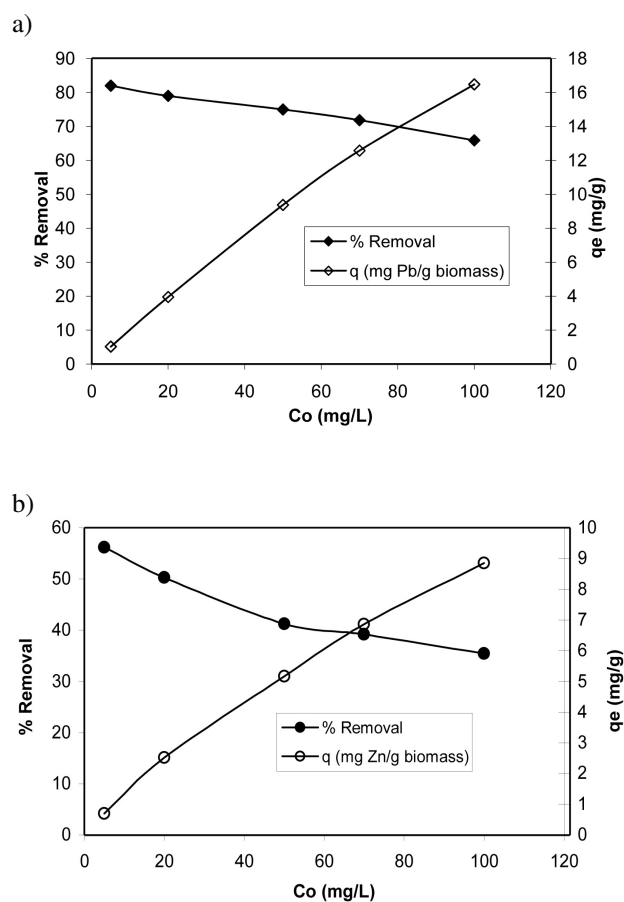 a)
90
80
70
60
50
40
30
20
10
0
% Removal
18
16
14
12
10
8
6
4
2
0
qe (mg/g)
% Removal
q (mg Pb/g biomass)
0 20 40 60 80 100 120
Co (mg/L)
b)
60
50
40
30
20
10
0
% Removal
10
9
8
7
6
5
4
3
2
1
0
qe (mg/g)
% Removal
q (mg Zn/g biomass)
0 20 40 60 80 100 120
Co (mg/L)